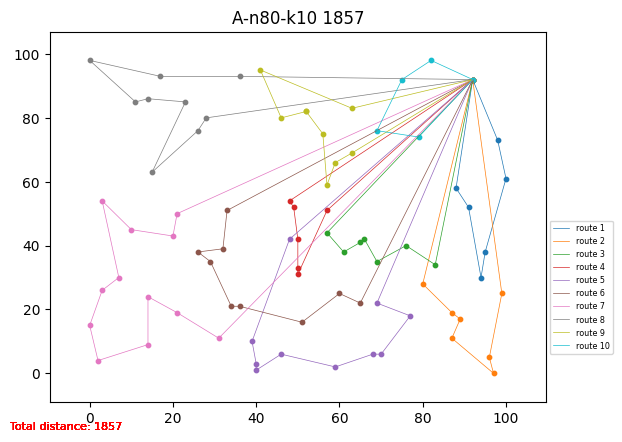 A-n80-k10 1857
100
80
60
40
20
0
0 20 40 60 80 100
route 1
route 2
route 3
route 4
route 5
route 6
route 7
route 8
route 9
route 10
Total distance: 1857